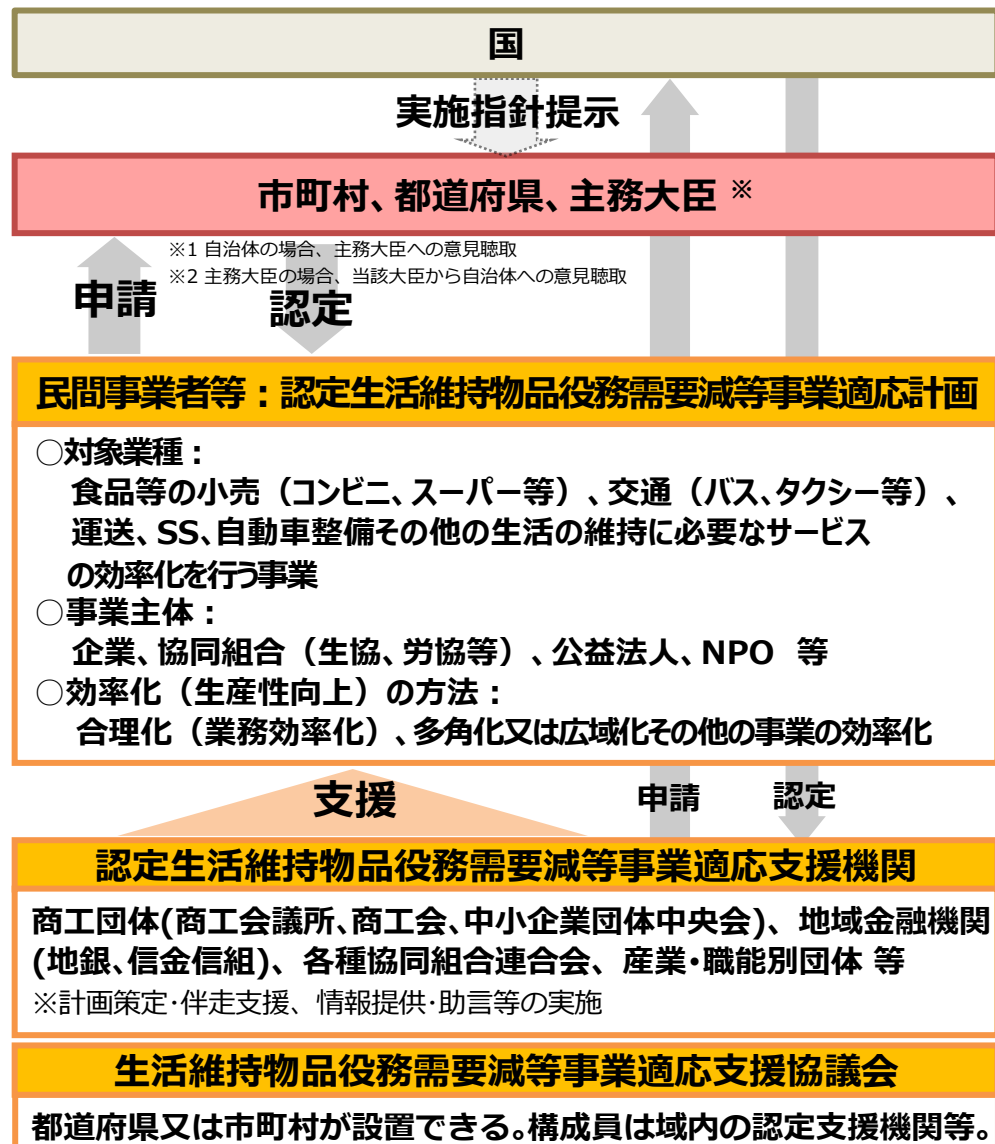 国
実施指針提示
市町村、都道府県、主務大臣 ※
※1 自治体の場合、主務大臣への意見聴取
※2 主務大臣の場合、当該大臣から自治体への意見聴取
申請
認定
民間事業者等：認定生活維持物品役務需要減等事業適応計画
○対象業種：
食品等の小売（コンビニ、スーパー等）、交通（バス、タクシー等）、
運送、SS、自動車整備その他の生活の維持に必要なサービス
の効率化を行う事業
○事業主体：
企業、協同組合（生協、労協等）、公益法人、NPO 等
○効率化（生産性向上）の方法：
合理化（業務効率化）、多角化又は広域化その他の事業の効率化
支援
申請
認定
認定生活維持物品役務需要減等事業適応支援機関
商工団体(商工会議所、商工会、中小企業団体中央会)、地域金融機関
(地銀、信金信組)、各種協同組合連合会、産業・職能別団体 等
※計画策定・伴走支援、情報提供・助言等の実施
生活維持物品役務需要減等事業適応支援協議会
都道府県又は市町村が設置できる。構成員は域内の認定支援機関等。